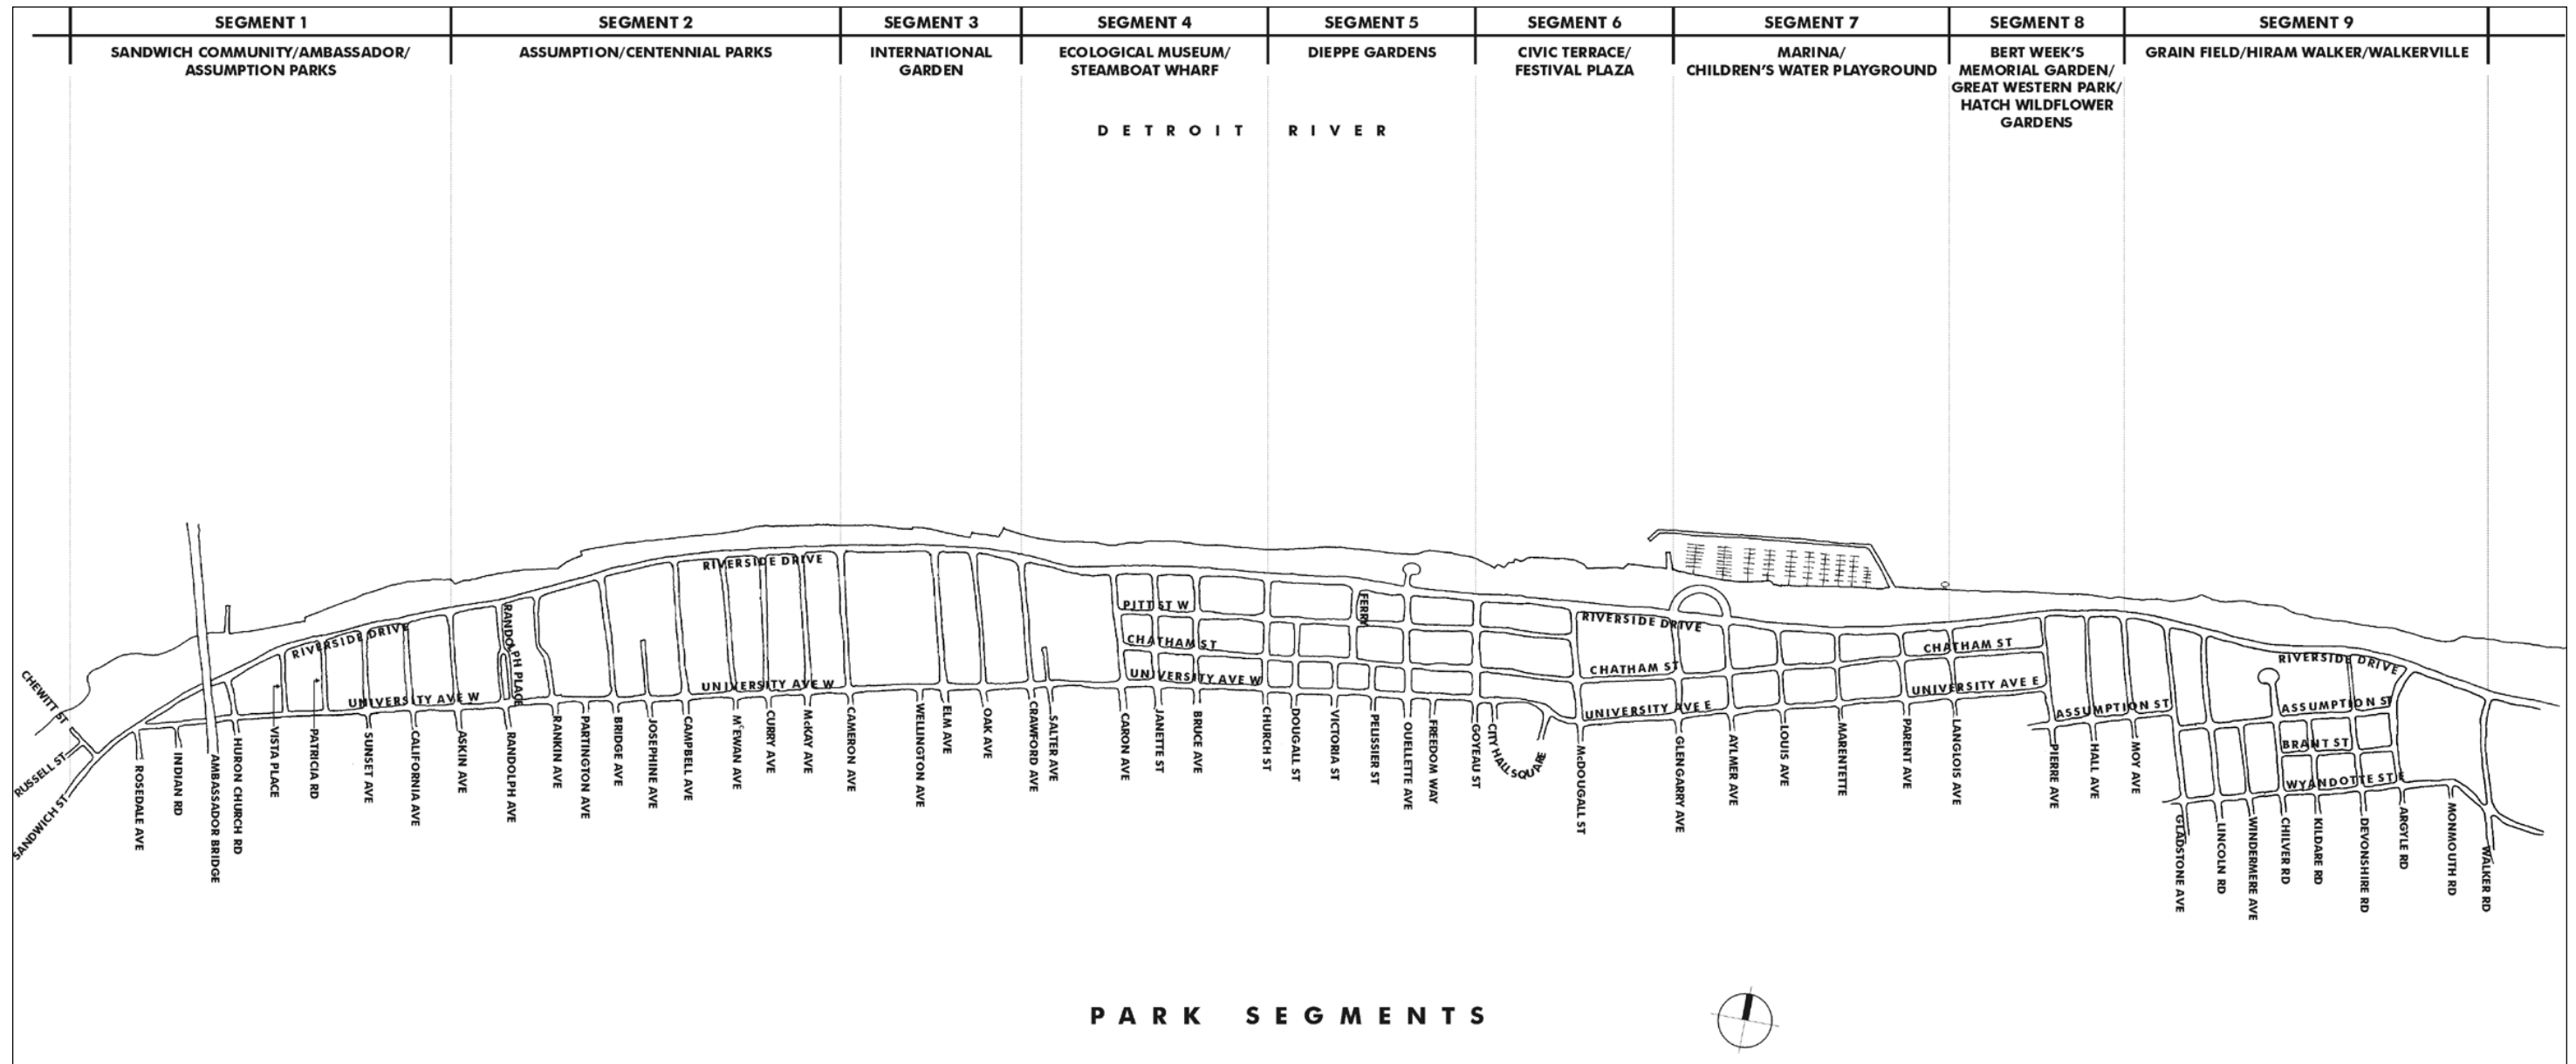 SEGMENT 1
SEGMENT 2
SEGMENT 3
SEGMENT 4
SEGMENT 5
SEGMENT 6
SEGMENT 7
SEGMENT 8
SEGMENT 9
SANDWICH COMMUNITY/AMBASSADOR/
ASSUMPTION PARKS
ASSUMPTION/CENTENNIAL PARKS
INTERNATIONAL
GARDEN
ECOLOGICAL MUSEUM/
STEAMBOAT WHARF
DIEPPE GARDENS
CIVIC TERRACE/
FESTIVAL PLAZA
MARINA/
CHILDREN'S WATER PLAYGROUND
BERT WEEK'S
MEMORIAL GARDEN/
GREAT WESTERN PARK/
HATCH WILDFLOWER
GARDENS
GRAIN FIELD/HIRAM WALKER/WALKERVILLE
DETROIT RIVER
RIVERSIDE DRIVE
UNIVERSITY AVE W
RANDOLPH PLACE
RIVERSIDE DRIVE
UNIVERSITY AVE W
PITT ST W
CHATHAM ST
UNIVERSITY AVE W
FERRY
RIVERSIDE DRIVE
CHATHAM ST
UNIVERSITY AVE E
CHATHAM ST
UNIVERSITY AVE E
ASSUMPTION ST
RIVERSIDE DRIVE
ASSUMPTION ST
BRANT ST
WYANDOTTE ST E
CHEWITT ST
RUSSELL ST
SANDWICH ST
ROSEDALE AVE
INDIAN RD
AMBASSADOR BRIDGE
HURON CHURCH RD
VISTA PLACE
PATRICIA RD
SUNSET AVE
CALIFORNIA AVE
ASKIN AVE
RANDOLPH AVE
RANKIN AVE
PARTINGTON AVE
BRIDGE AVE
JOSEPHINE AVE
CAMPBELL AVE
McEWAN AVE
CURRY AVE
McKAY AVE
CAMERON AVE
WELLINGTON AVE
ELM AVE
OAK AVE
CRAWFORD AVE
SALTER AVE
CARON AVE
JANETTE ST
BRUCE AVE
CHURCH ST
DOUGALL ST
VICTORIA ST
PELISSIER ST
OUELLETTE AVE
FREEDOM WAY
GOYEAU ST
CITY HALL SQUARE
McDOUGALL ST
GLENGARRY AVE
AYLMER AVE
LOUIS AVE
MARENTETTE
PARENT AVE
LANGLOIS AVE
PIERRE AVE
HALL AVE
MOY AVE
GLADSTONE AVE
LINCOLN RD
WINDERMERE AVE
CHILVER RD
KILDARE RD
DEVONSHIRE RD
ARGYLE RD
MONMOUTH RD
WALKER RD
PARK SEGMENTS